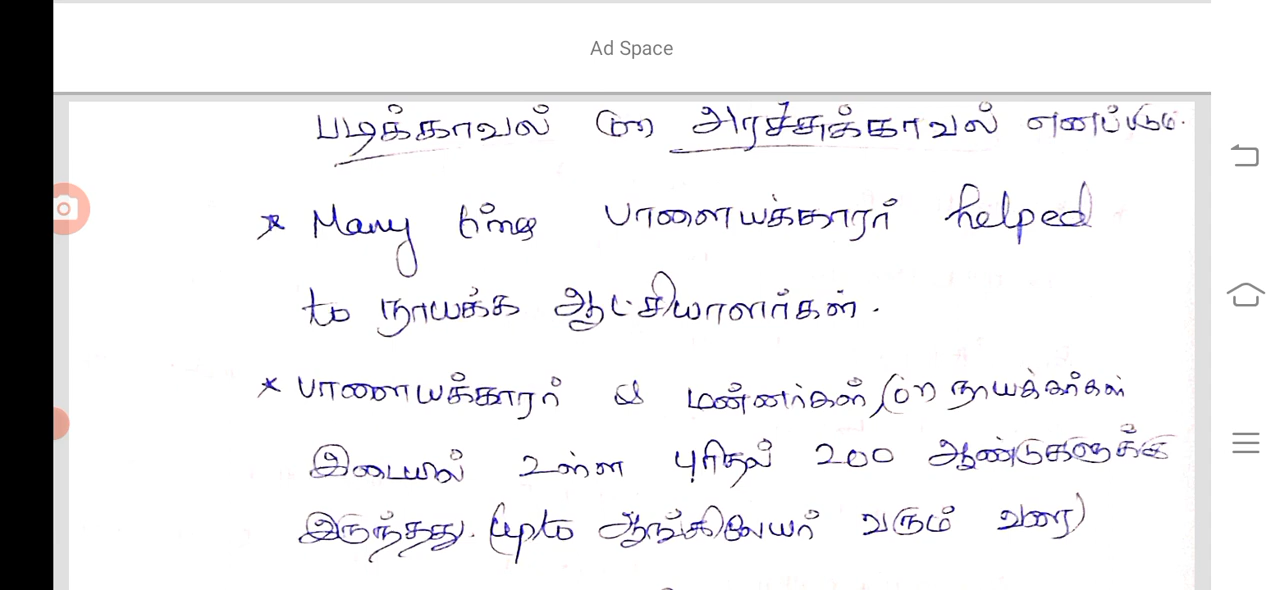 Ad Space
படிக்காவல் (or) அரசுக்காவல் எனப்படும்.
* Many times பாளையக்காரர் helped
to நாயக்க ஆட்சியாளர்கள்.
* பாளையக்காரர் & மன்னர்கள் (or) நாயக்கர்கள்
இடையில் உள்ள புரிதல் 200 ஆண்டுகளுக்கு
இருந்தது. (upto ஆங்கிலேயர் வரும் வரை)